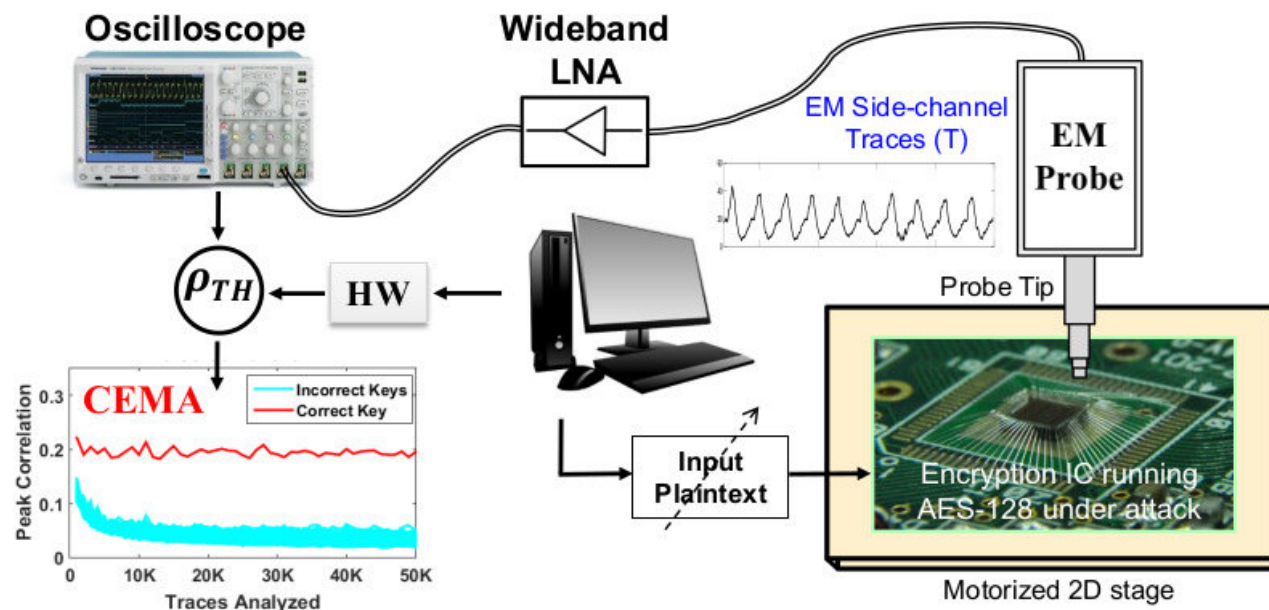 Oscilloscope
Wideband
LNA
EM Side-channel
Traces (T)
EM
Probe
Probe Tip
ρTH
HW
CEMA
Incorrect Keys
Correct Key
Peak Correlation
0.3
0.2
0.1
0
0
10K
20K
30K
40K
50K
Traces Analyzed
Input
Plaintext
Encryption IC running
AES-128 under attack
Motorized 2D stage